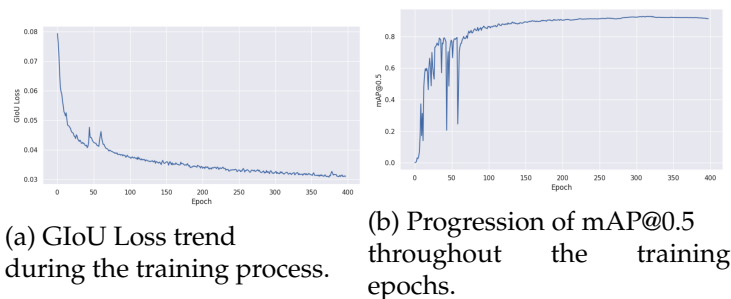 0.08
0.07
0.06
0.05
0.04
0.03
GIoU Loss
0 50 100 150 200 250 300 350 400
Epoch
(a) GIoU Loss trend
during the training process.
0.8
0.6
0.4
0.2
0.0
mAP@0.5
0 50 100 150 200 250 300 350 400
Epoch
(b) Progression of mAP@0.5
throughout the training
epochs.